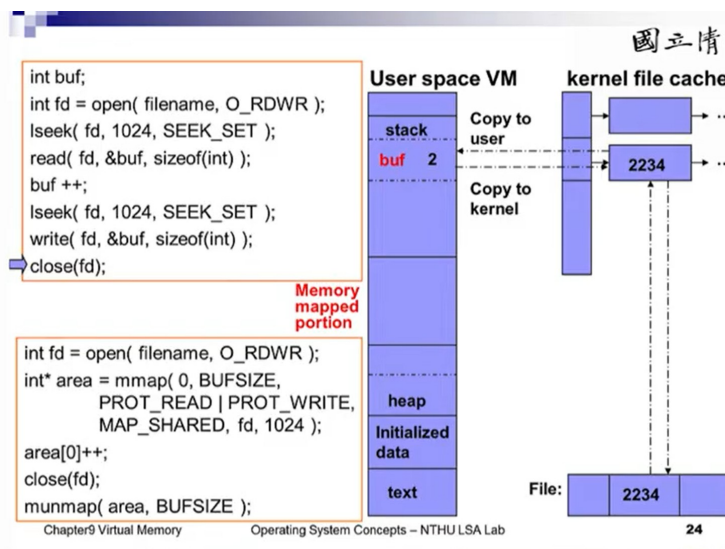 國立清
int buf;
int fd = open( filename, O_RDWR );
lseek( fd, 1024, SEEK_SET );
read( fd, &buf, sizeof(int) );
buf ++;
lseek( fd, 1024, SEEK_SET );
write( fd, &buf, sizeof(int) );
close(fd);
User space VM
kernel file cache
stack
buf 2
Copy to
user
Copy to
kernel
2234
Memory
mapped
portion
int fd = open( filename, O_RDWR );
int* area = mmap( 0, BUFSIZE,
PROT_READ | PROT_WRITE,
MAP_SHARED, fd, 1024 );
area[0]++;
close(fd);
munmap( area, BUFSIZE );
heap
Initialized
data
text
File:
2234
Chapter9 Virtual Memory
Operating System Concepts – NTHU LSA Lab
24